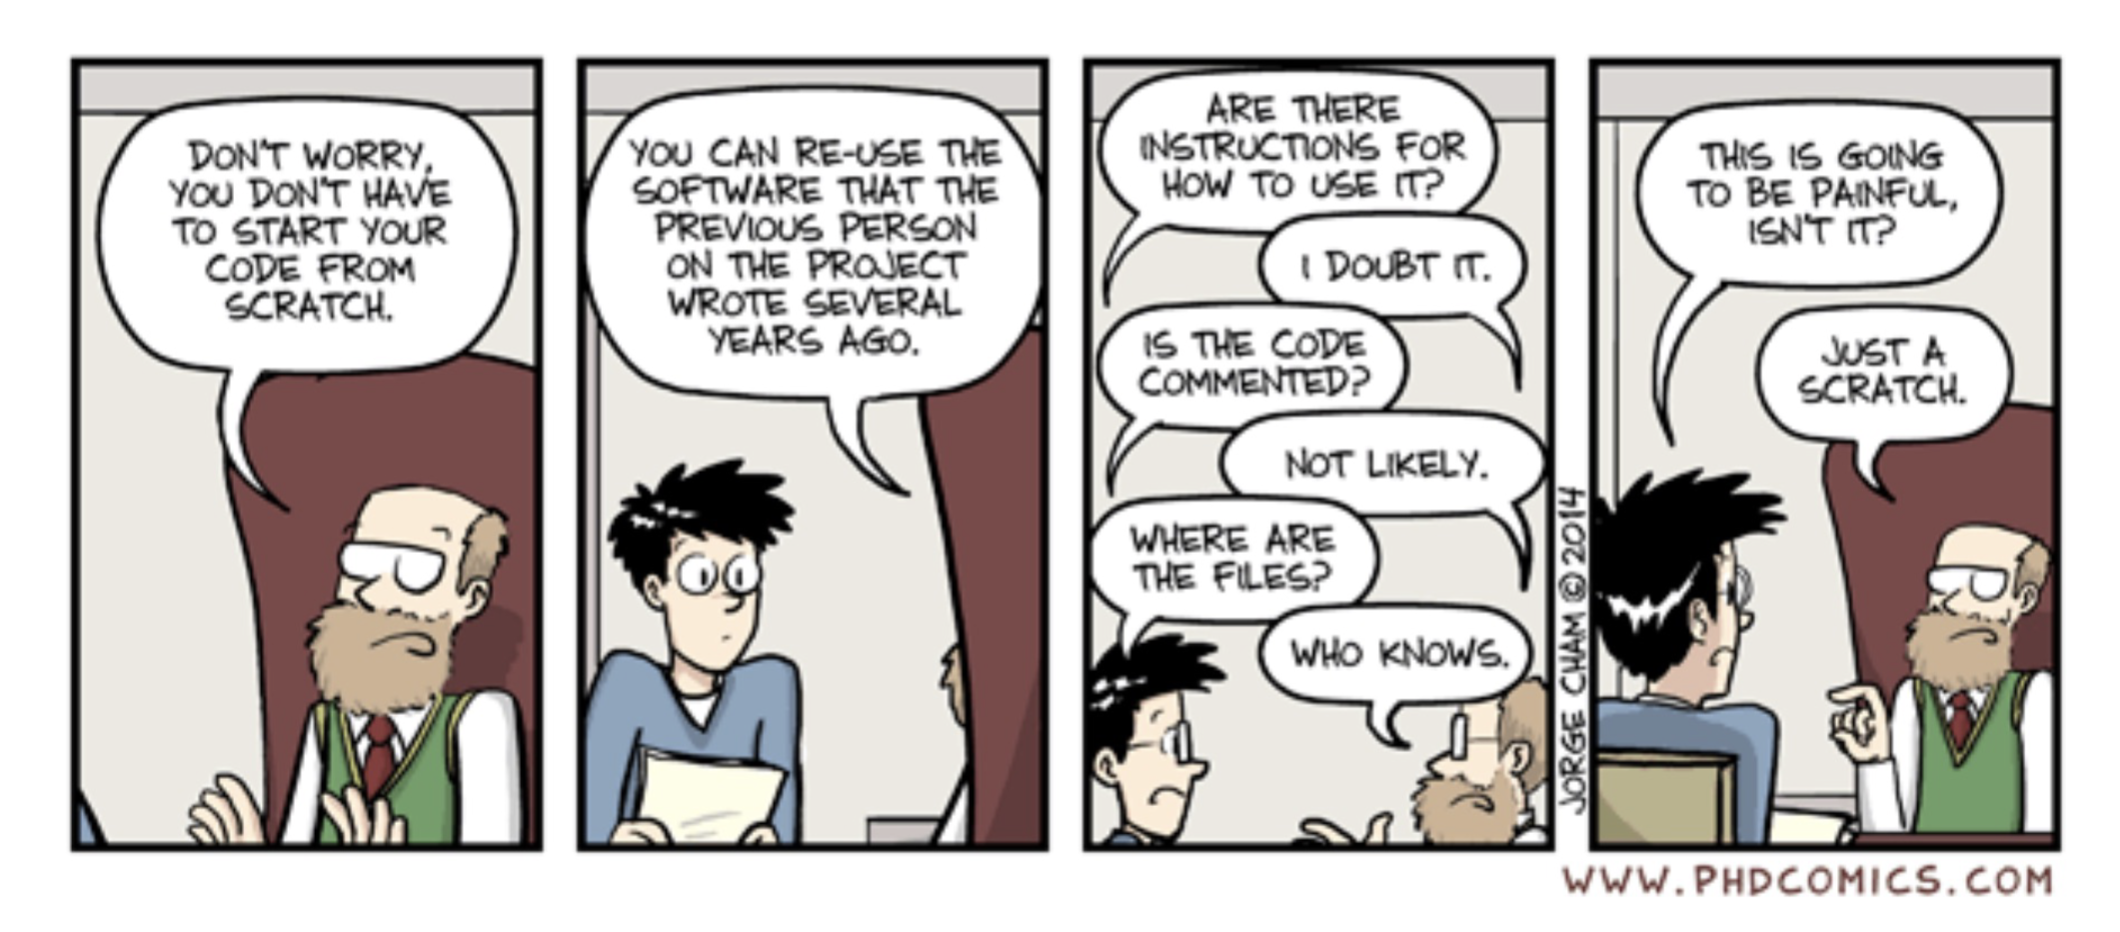 DON'T WORRY,
YOU DON'T HAVE
TO START YOUR
CODE FROM
SCRATCH.
YOU CAN RE-USE THE
SOFTWARE THAT THE
PREVIOUS PERSON
ON THE PROJECT
WROTE SEVERAL
YEARS AGO.
ARE THERE
INSTRUCTIONS FOR
HOW TO USE IT?
I DOUBT IT.
IS THE CODE
COMMENTED?
NOT LIKELY.
WHERE ARE
THE FILES?
WHO KNOWS.
THIS IS GOING
TO BE PAINFUL,
ISN'T IT?
JUST A
SCRATCH.
JORGE CHAM © 2014
WWW.PHDCOMICS.COM